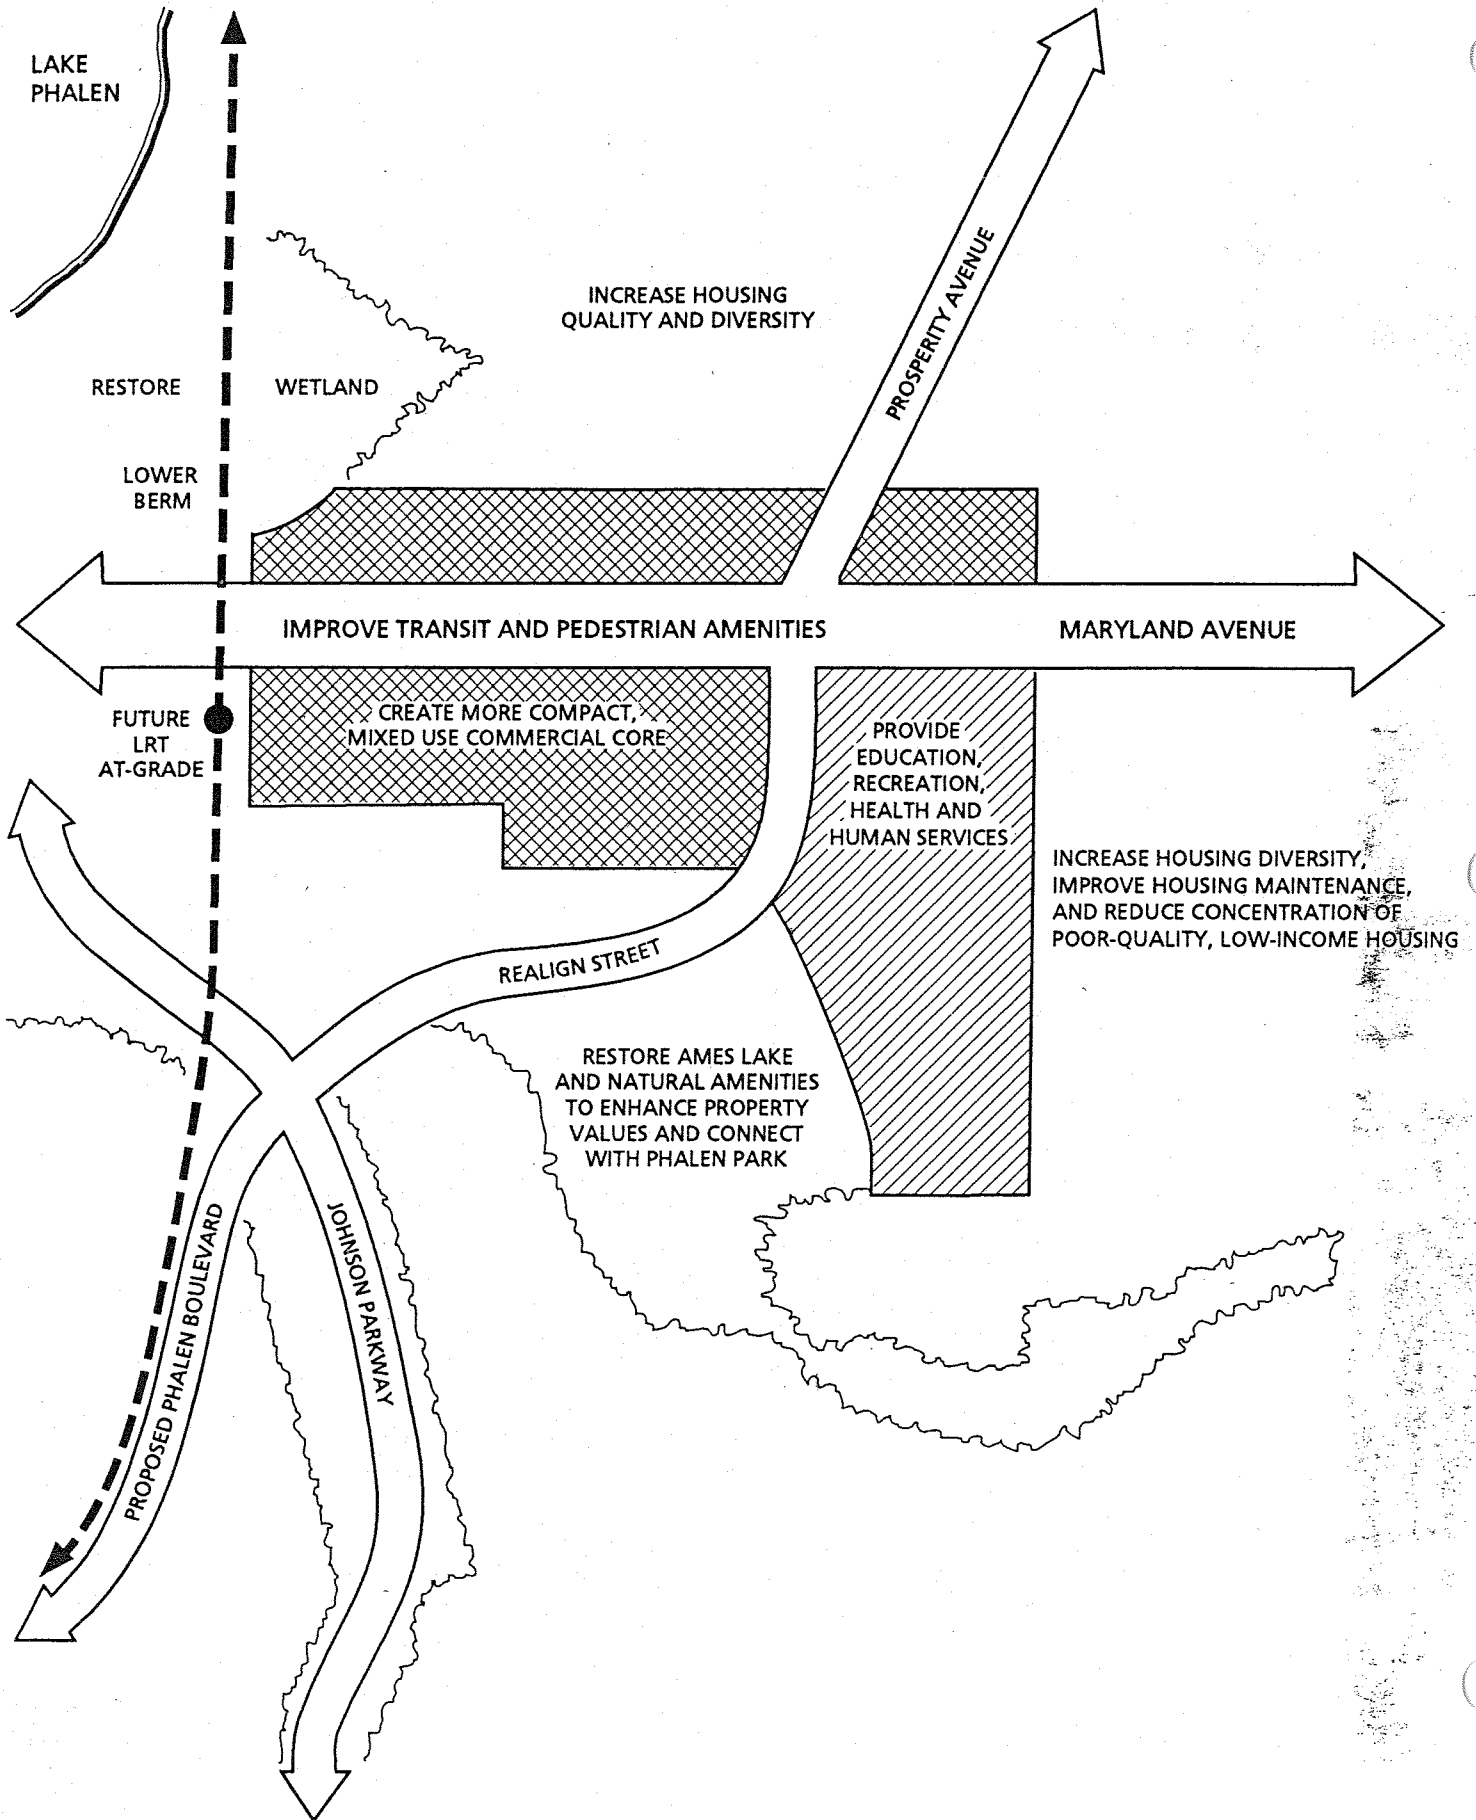 LAKE
PHALEN
INCREASE HOUSING
QUALITY AND DIVERSITY
PROSPERITY AVENUE
RESTORE
WETLAND
LOWER
BERM
IMPROVE TRANSIT AND PEDESTRIAN AMENITIES
MARYLAND AVENUE
FUTURE
LRT
AT-GRADE
CREATE MORE COMPACT,
MIXED USE COMMERCIAL CORE
PROVIDE
EDUCATION,
RECREATION,
HEALTH AND
HUMAN SERVICES
INCREASE HOUSING DIVERSITY,
IMPROVE HOUSING MAINTENANCE,
AND REDUCE CONCENTRATION OF
POOR-QUALITY, LOW-INCOME HOUSING
REALIGN STREET
RESTORE AMES LAKE
AND NATURAL AMENITIES
TO ENHANCE PROPERTY
VALUES AND CONNECT
WITH PHALEN PARK
PROPOSED PHALEN BOULEVARD
JOHNSON PARKWAY